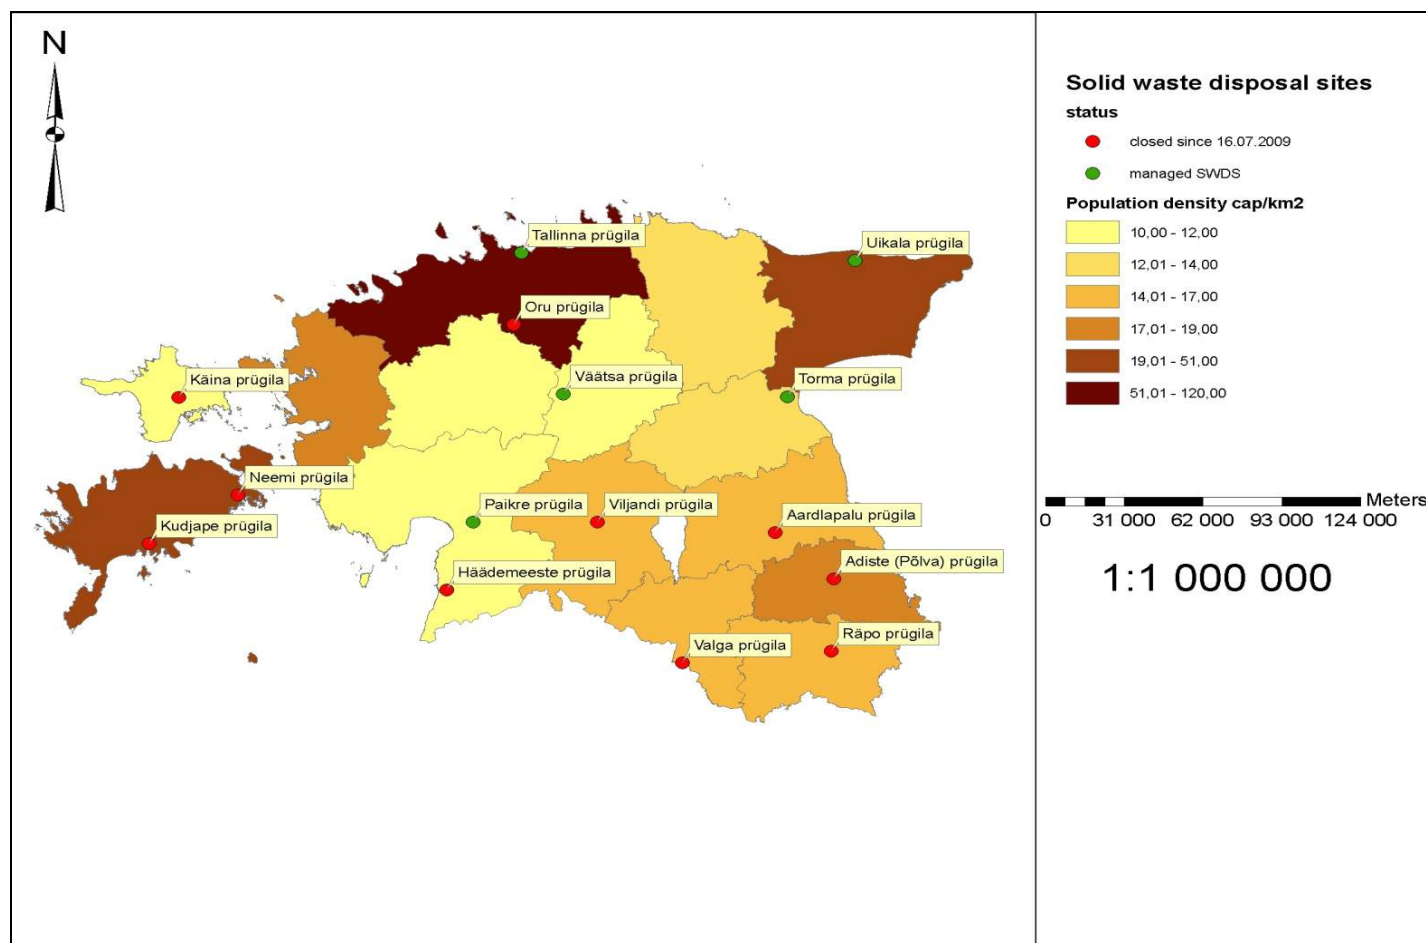 N
Tallinna prügila
Uikala prügila
Oru prügila
Käina prügila
Väätsa prügila
Torma prügila
Neemi prügila
Paikre prügila
Viljandi prügila
Aardlapalu prügila
Kudjape prügila
Häädemeeste prügila
Adiste (Põlva) prügila
Valga prügila
Räpo prügila
Solid waste disposal sites
status
closed since 16.07.2009
managed SWDS
Population density cap/km2
10,00 - 12,00
12,01 - 14,00
14,01 - 17,00
17,01 - 19,00
19,01 - 51,00
51,01 - 120,00
Meters
0 31 000 62 000 93 000 124 000
1:1 000 000